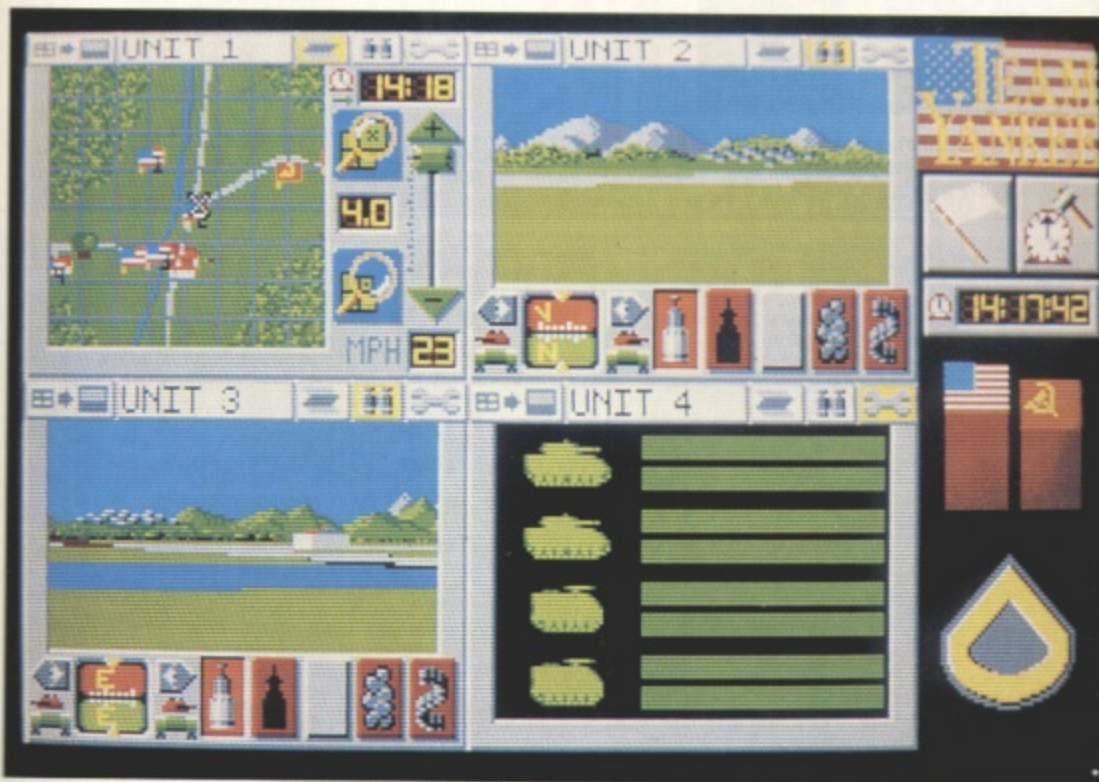 UNIT 1
14:18
4.0
MPH 23
UNIT 2
N
TEAM
YANKEE
14:17:42
UNIT 3
E
E
UNIT 4